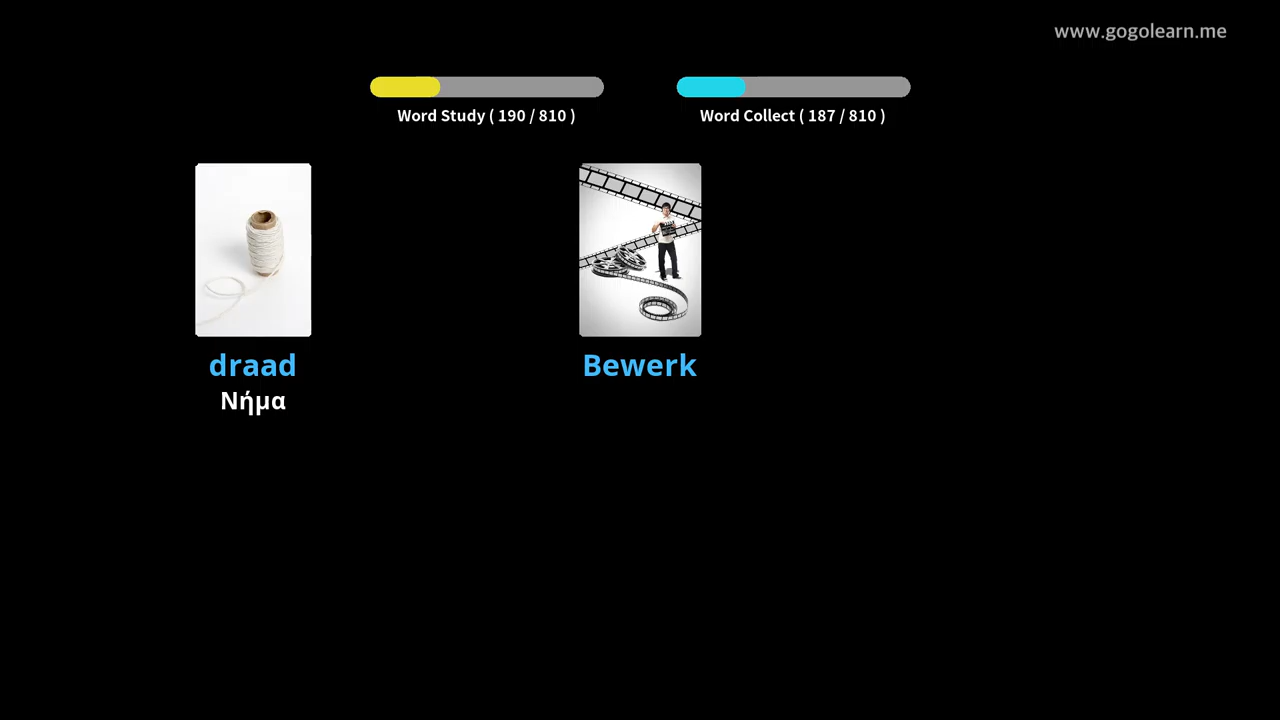 www.gogolearn.me
Word Study ( 190 / 810 )
Word Collect ( 187 / 810 )
draad
Νήμα
Bewerk